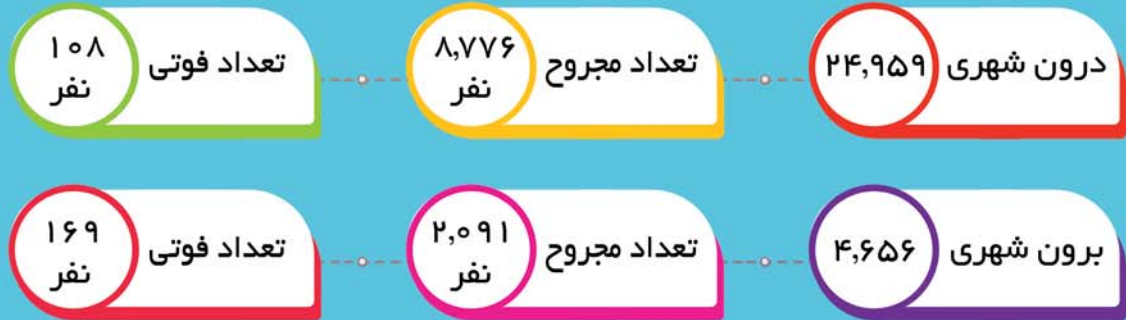 درون شهری ۲۴,۹۵۹
تعداد مجروح ۸,۷۷۶ نفر
تعداد فوتی ۱۰۸ نفر
برون شهری ۴,۶۵۶
تعداد مجروح ۲,۰۹۱ نفر
تعداد فوتی ۱۶۹ نفر